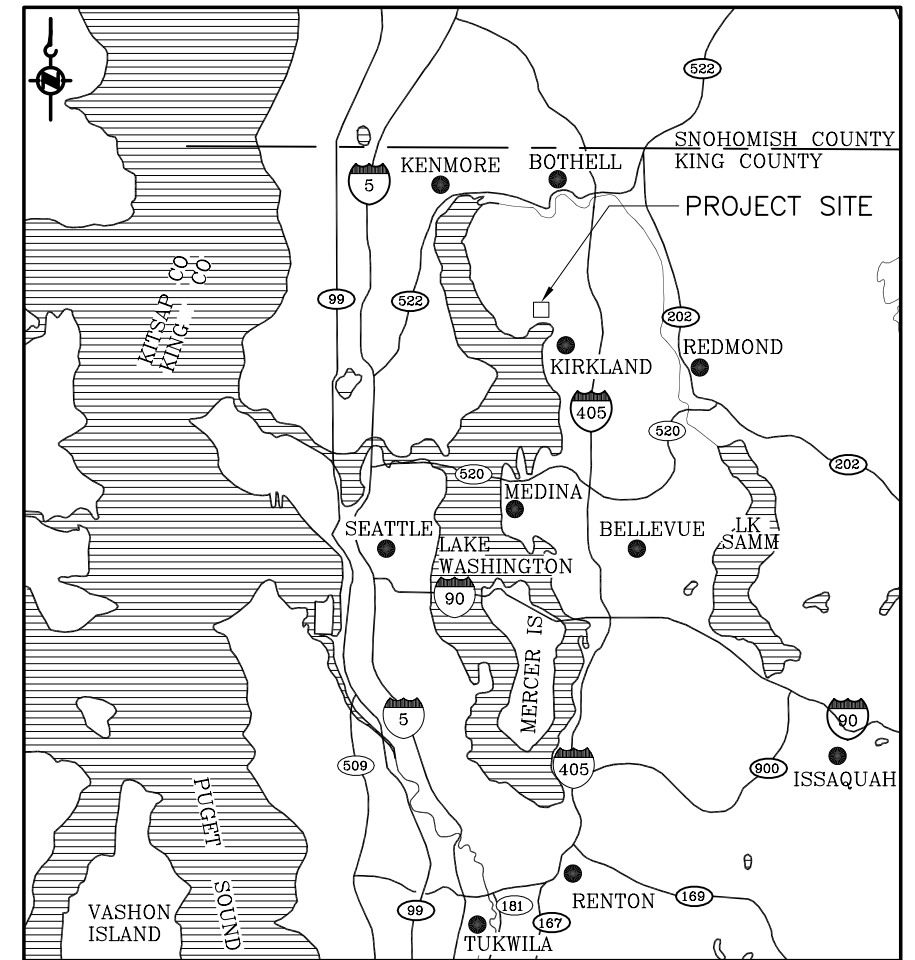 522
SNOHOMISH COUNTY
KING COUNTY
KENMORE
BOTHELL
5
PROJECT SITE
KITSAP CO
KING CO
99
522
202
REDMOND
KIRKLAND
405
520
202
520
MEDINA
SEATTLE
BELLEVUE
LK
SAMM
LAKE
WASHINGTON
90
MERCER IS
5
90
509
405
900
ISSAQUAH
PUGET SOUND
VASHON
ISLAND
99
181
167
RENTON
169
TUKWILA